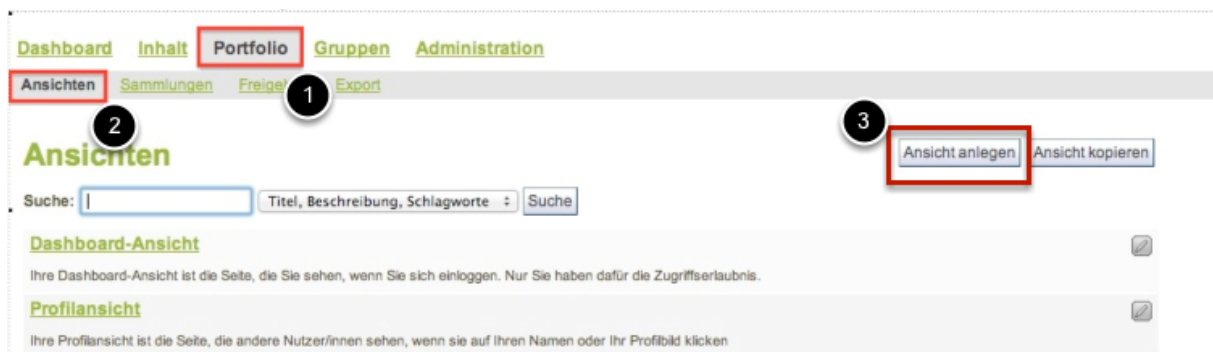 Dashboard Inhalt Portfolio Gruppen Administration
Ansichten Sammlungen Export
1
2
3
Ansichten
Ansicht anlegen Ansicht kopieren
Suche: Titel, Beschreibung, Schlagworte Suche
Dashboard-Ansicht
Ihre Dashboard-Ansicht ist die Seite, die Sie sehen, wenn Sie sich einloggen. Nur Sie haben dafür die Zugriffserlaubnis.
Profilansicht
Ihre Profilansicht ist die Seite, die andere Nutzer/innen sehen, wenn sie auf Ihren Namen oder Ihr Profilbild klicken